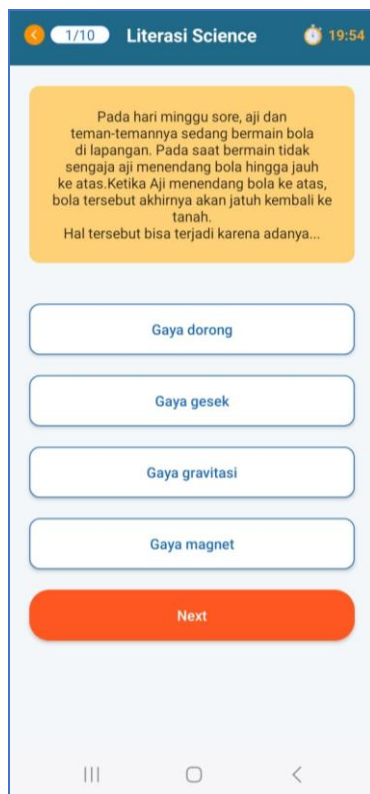 1/10 Literasi Science 19:54
Pada hari minggu sore, aji dan
teman-temannya sedang bermain bola
di lapangan. Pada saat bermain tidak
sengaja aji menendang bola hingga jauh
ke atas.Ketika Aji menendang bola ke atas,
bola tersebut akhirnya akan jatuh kembali ke
tanah.
Hal tersebut bisa terjadi karena adanya...
Gaya dorong
Gaya gesek
Gaya gravitasi
Gaya magnet
Next